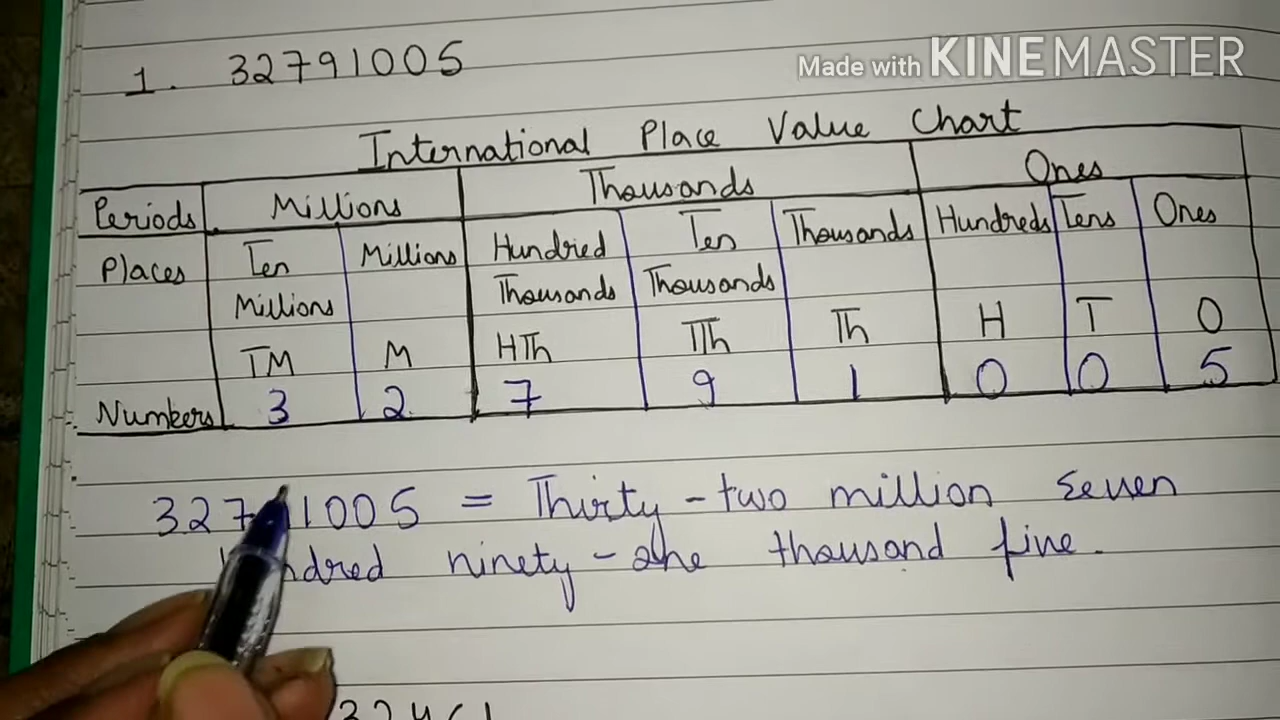 Made with KINEMASTER
1. 32791005
International Place Value Chart
Periods Millions Thousands Ones
Places Ten Millions Hundred Ten Thousands Hundreds Tens Ones
Millions Thousands Thousands
TM M HTh TTh Th H T O
Numbers 3 2 7 9 1 0 0 5
327 1005 = Thirty-two million seven
ndred ninety-one thousand five.